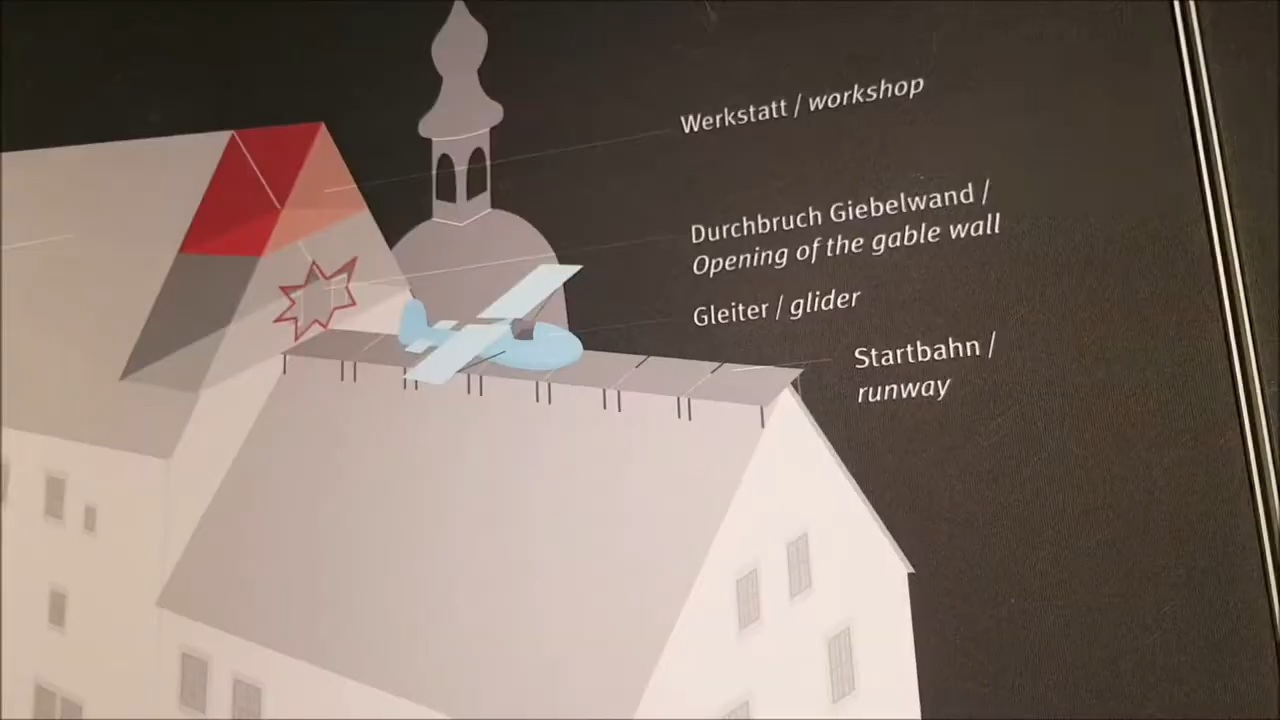 Werkstatt / workshop
Durchbruch Giebelwand /
Opening of the gable wall
Gleiter / glider
Startbahn /
runway